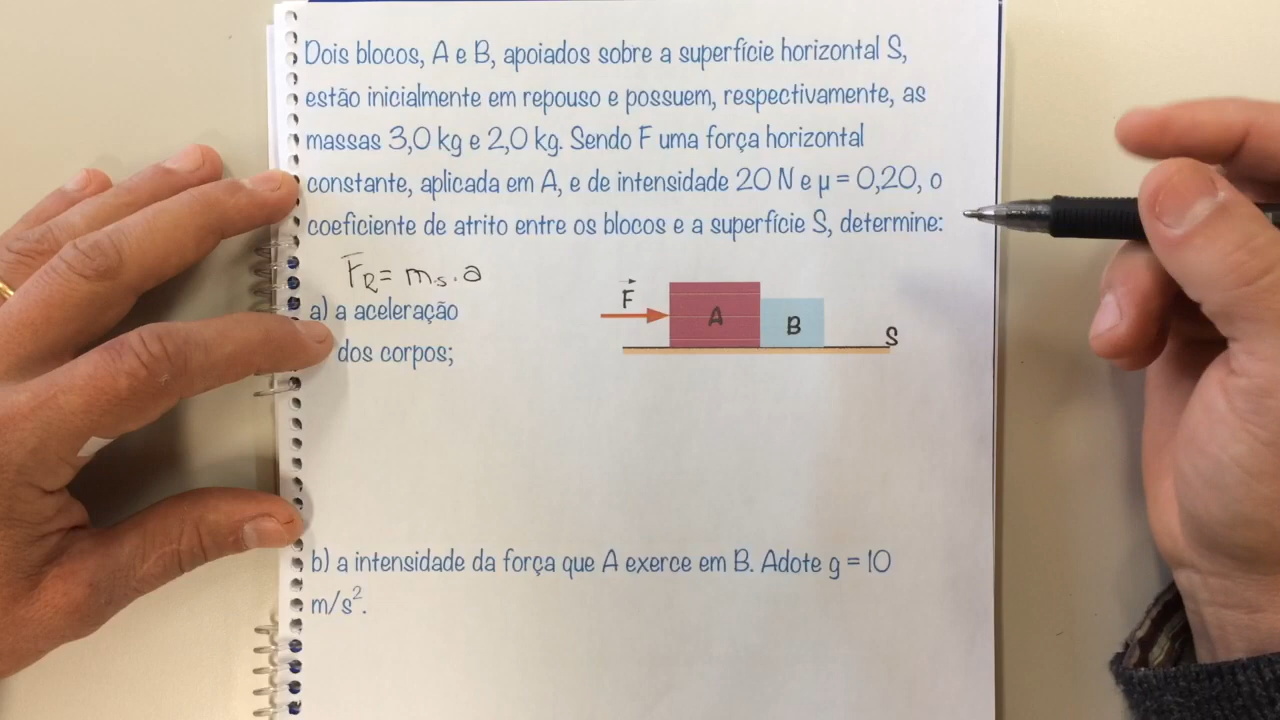 Dois blocos, A e B, apoiados sobre a superfície horizontal S,
estão inicialmente em repouso e possuem, respectivamente, as
massas 3,0 kg e 2,0 kg. Sendo F uma força horizontal
constante, aplicada em A, e de intensidade 20 N e μ = 0,20, o
coeficiente de atrito entre os blocos e a superfície S, determine:
FR = ms . a
a) a aceleração
dos corpos;
F
A
B
S
b) a intensidade da força que A exerce em B. Adote g = 10
m/s².